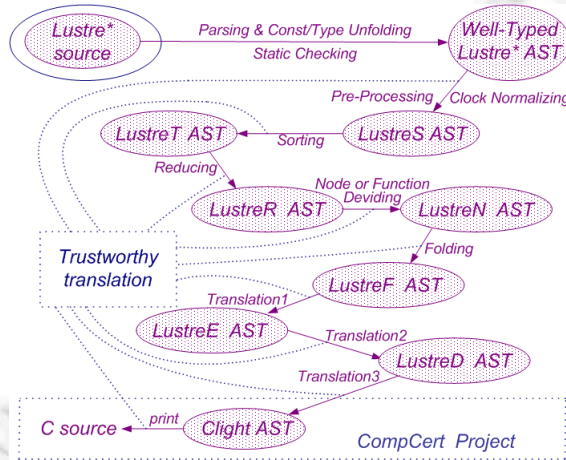 Lustre*
source
Parsing & Const/Type Unfolding
Static Checking
Well-Typed
Lustre* AST
Pre-Processing
Clock Normalizing
LustreT AST
Sorting
LustreS AST
Reducing
Node or Function
Deviding
LustreR AST
LustreN AST
Trustworthy
translation
Folding
LustreF AST
Translation1
LustreE AST
Translation2
LustreD AST
Translation3
C source
print
Clight AST
CompCert Project